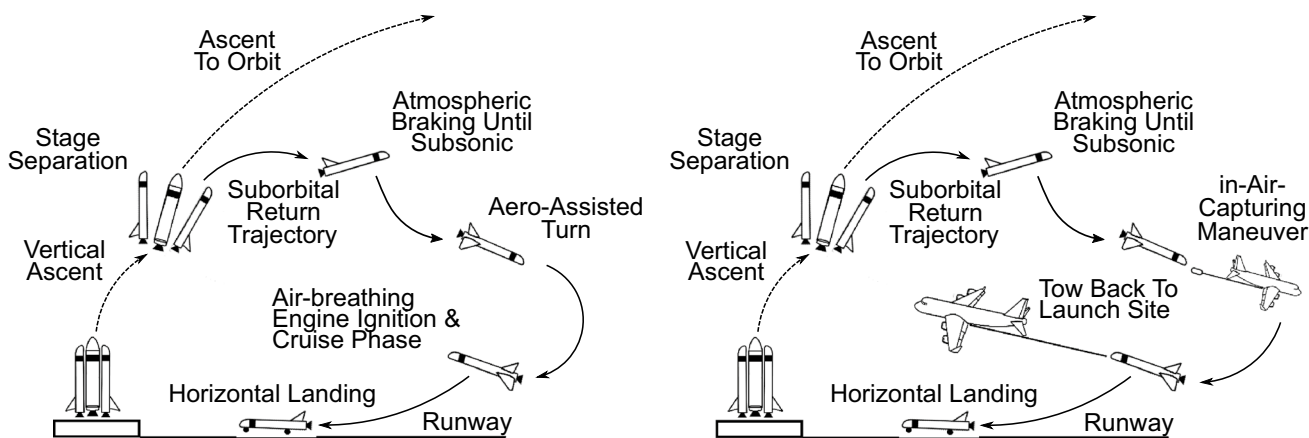 Ascent
To Orbit
Atmospheric
Braking Until
Subsonic
Stage
Separation
Suborbital
Return
Trajectory
Aero-Assisted
Turn
Vertical
Ascent
Air-breathing
Engine Ignition &
Cruise Phase
Horizontal Landing
Runway
Ascent
To Orbit
Atmospheric
Braking Until
Subsonic
Stage
Separation
Suborbital
Return
Trajectory
in-Air-
Capturing
Maneuver
Vertical
Ascent
Tow Back To
Launch Site
Horizontal Landing
Runway